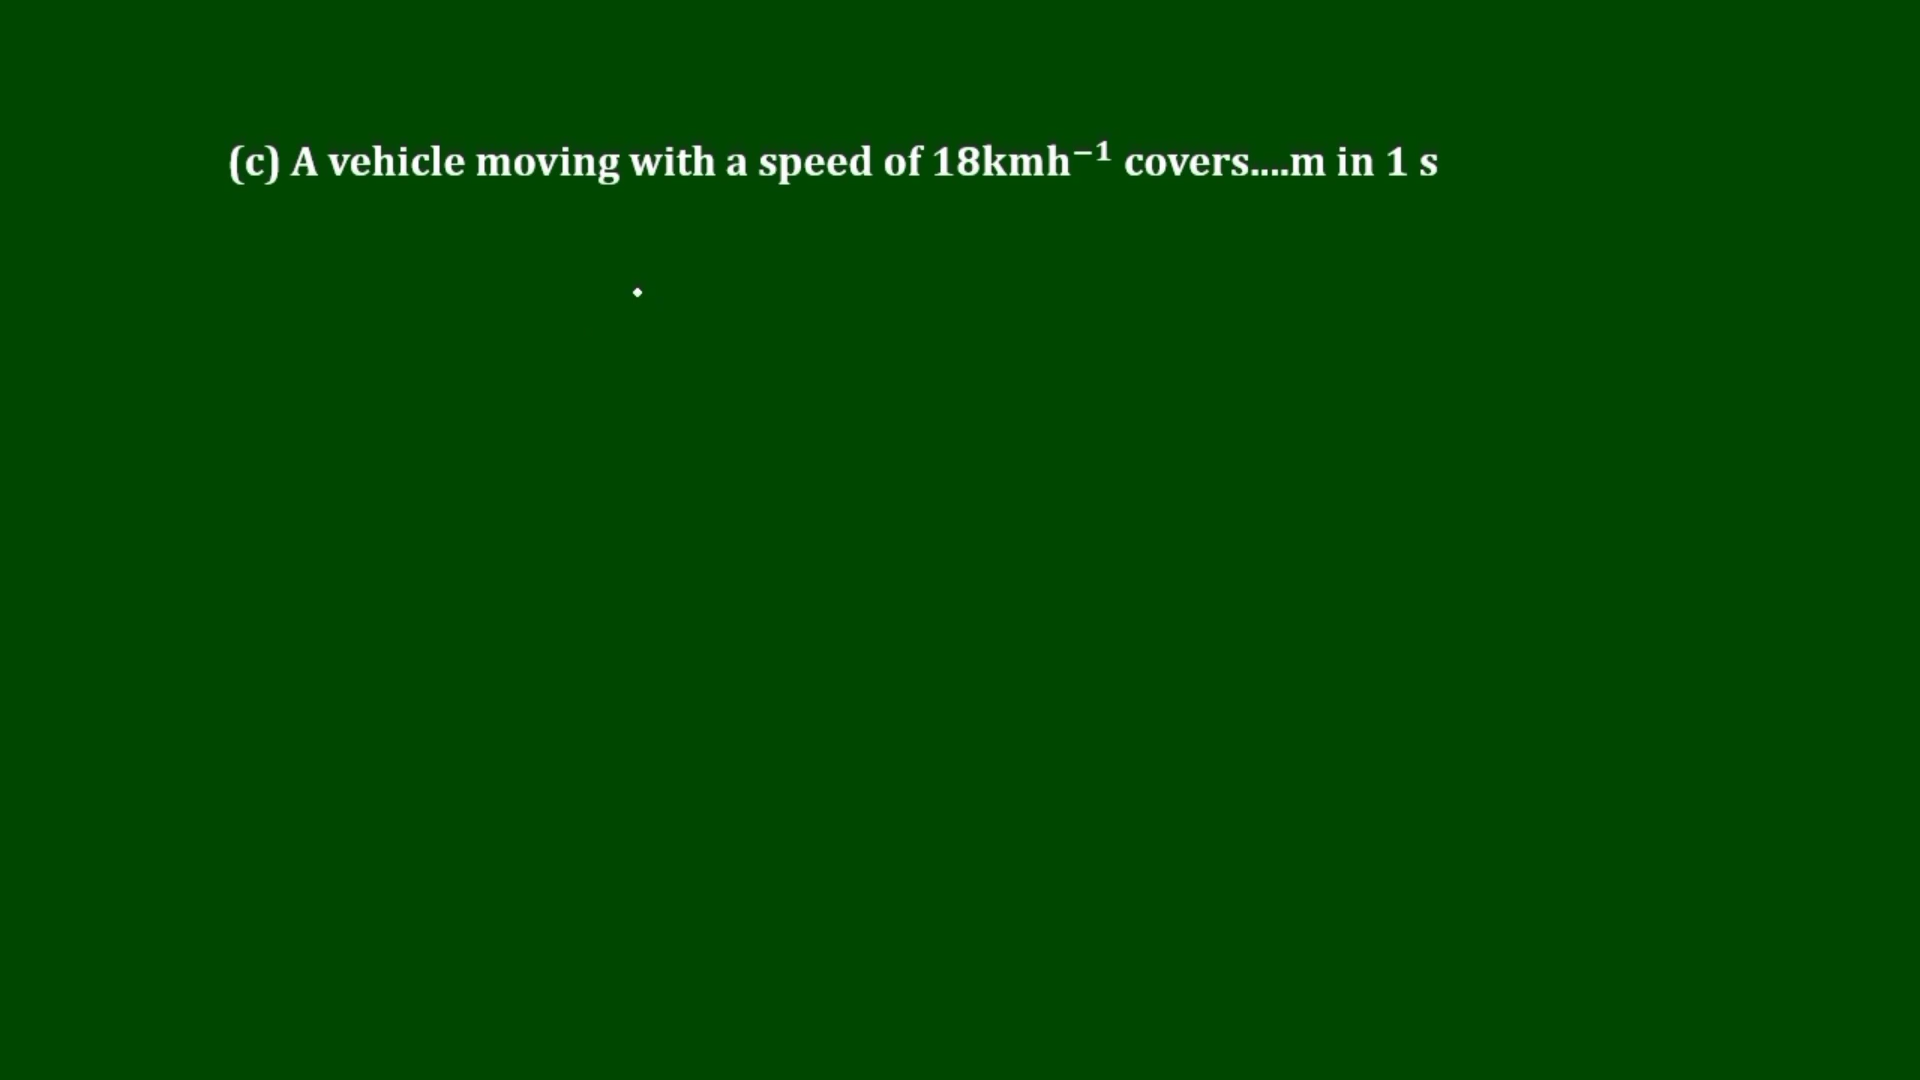 (c) A vehicle moving with a speed of 18kmh⁻¹ covers....m in 1 s